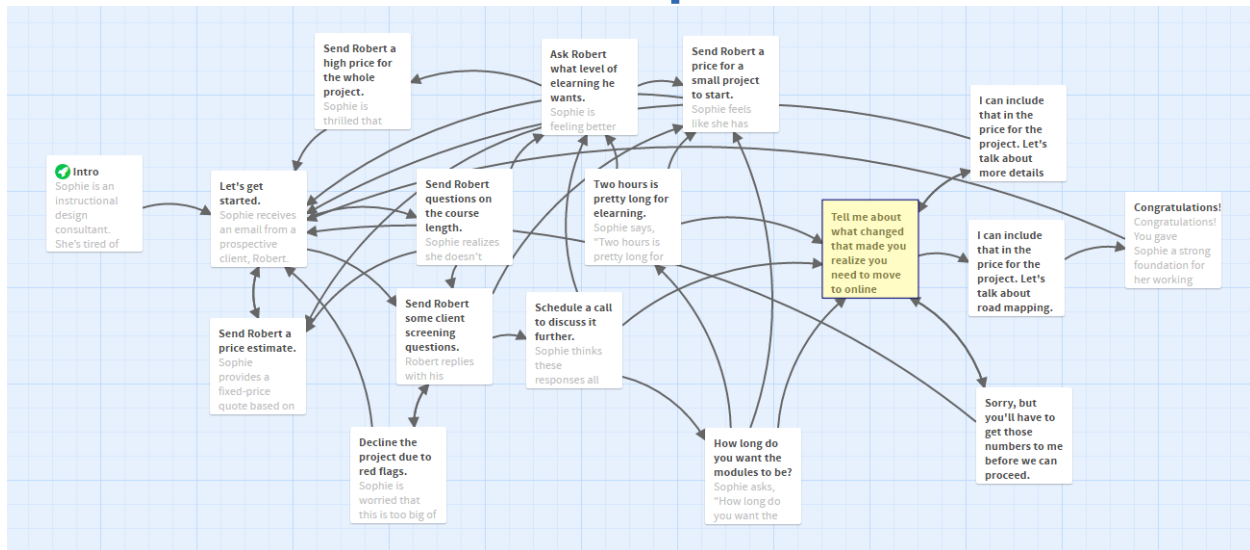 Send Robert a
high price for
the whole
project.
Sophie is
thrilled that
Ask Robert
what level of
elearning he
wants.
Sophie is
feeling better
Send Robert a
price for a
small project
to start.
Sophie feels
like she has
I can include
that in the
price for the
project. Let's
talk about
more details
Intro
Sophie is an
instructional
design
consultant.
She's tired of
Let's get
started.
Sophie receives
an email from a
prospective
client, Robert.
Send Robert
questions on
the course
length.
Sophie realizes
she doesn't
Two hours is
pretty long for
elearning.
Sophie says,
"Two hours is
pretty long for
Tell me about
what changed
that made you
realize you
need to move
to online
I can include
that in the
price for the
project. Let's
talk about
road mapping.
Congratulations!
Congratulations!
You gave
Sophie a strong
foundation for
her working
Send Robert a
price estimate.
Sophie
provides a
fixed-price
quote based on
Send Robert
some client
screening
questions.
Robert replies
with his
Schedule a call
to discuss it
further.
Sophie thinks
these
responses all
Decline the
project due to
red flags.
Sophie is
worried that
this is too big of
How long do
you want the
modules to be?
Sophie asks,
"How long do
you want the
Sorry, but
you'll have to
get those
numbers to me
before we can
proceed.